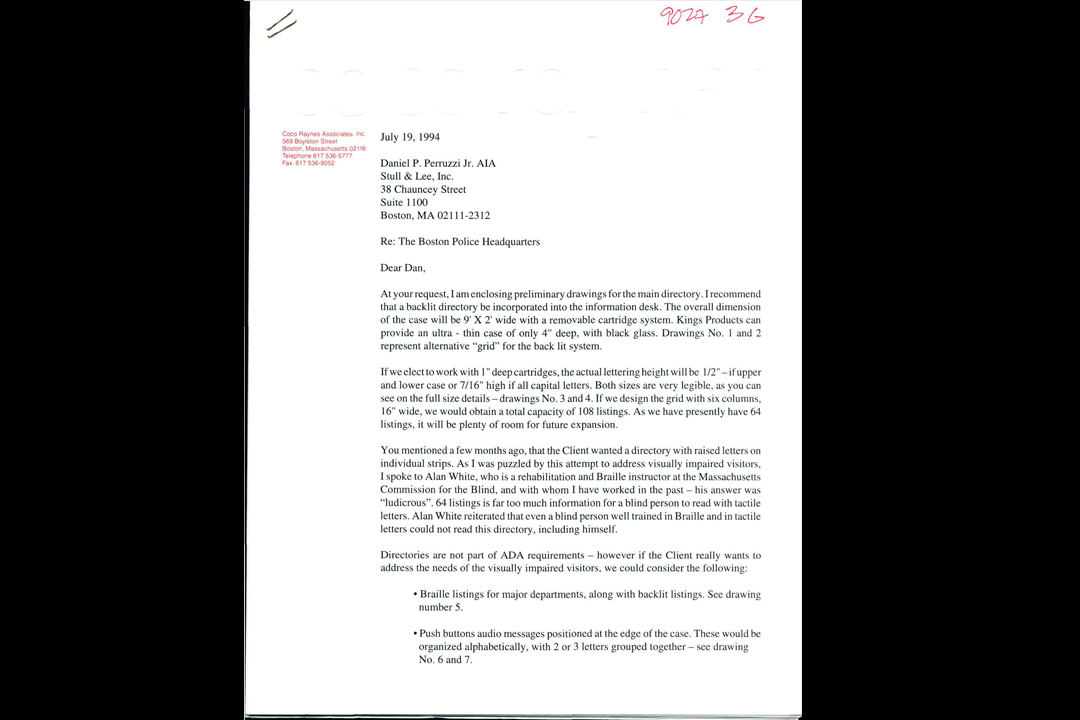 9027 3G
Coco Raynes Associates, Inc.
569 Boylston Street
Boston, Massachusetts 02116
Telephone 617 536-5777
Fax 617 536-9052
July 19, 1994
Daniel P. Perruzzi Jr. AIA
Stull & Lee, Inc.
38 Chauncey Street
Suite 1100
Boston, MA 02111-2312
Re: The Boston Police Headquarters
Dear Dan,
At your request, I am enclosing preliminary drawings for the main directory. I recommend
that a backlit directory be incorporated into the information desk. The overall dimension
of the case will be 9' X 2' wide with a removable cartridge system. Kings Products can
provide an ultra - thin case of only 4" deep, with black glass. Drawings No. 1 and 2
represent alternative “grid” for the back lit system.
If we elect to work with 1" deep cartridges, the actual lettering height will be 1/2" – if upper
and lower case or 7/16" high if all capital letters. Both sizes are very legible, as you can
see on the full size details – drawings No. 3 and 4. If we design the grid with six columns,
16" wide, we would obtain a total capacity of 108 listings. As we have presently have 64
listings, it will be plenty of room for future expansion.
You mentioned a few months ago, that the Client wanted a directory with raised letters on
individual strips. As I was puzzled by this attempt to address visually impaired visitors,
I spoke to Alan White, who is a rehabilitation and Braille instructor at the Massachusetts
Commission for the Blind, and with whom I have worked in the past – his answer was
“ludicrous”. 64 listings is far too much information for a blind person to read with tactile
letters. Alan White reiterated that even a blind person well trained in Braille and in tactile
letters could not read this directory, including himself.
Directories are not part of ADA requirements – however if the Client really wants to
address the needs of the visually impaired visitors, we could consider the following:
• Braille listings for major departments, along with backlit listings. See drawing
number 5.
• Push buttons audio messages positioned at the edge of the case. These would be
organized alphabetically, with 2 or 3 letters grouped together – see drawing
No. 6 and 7.